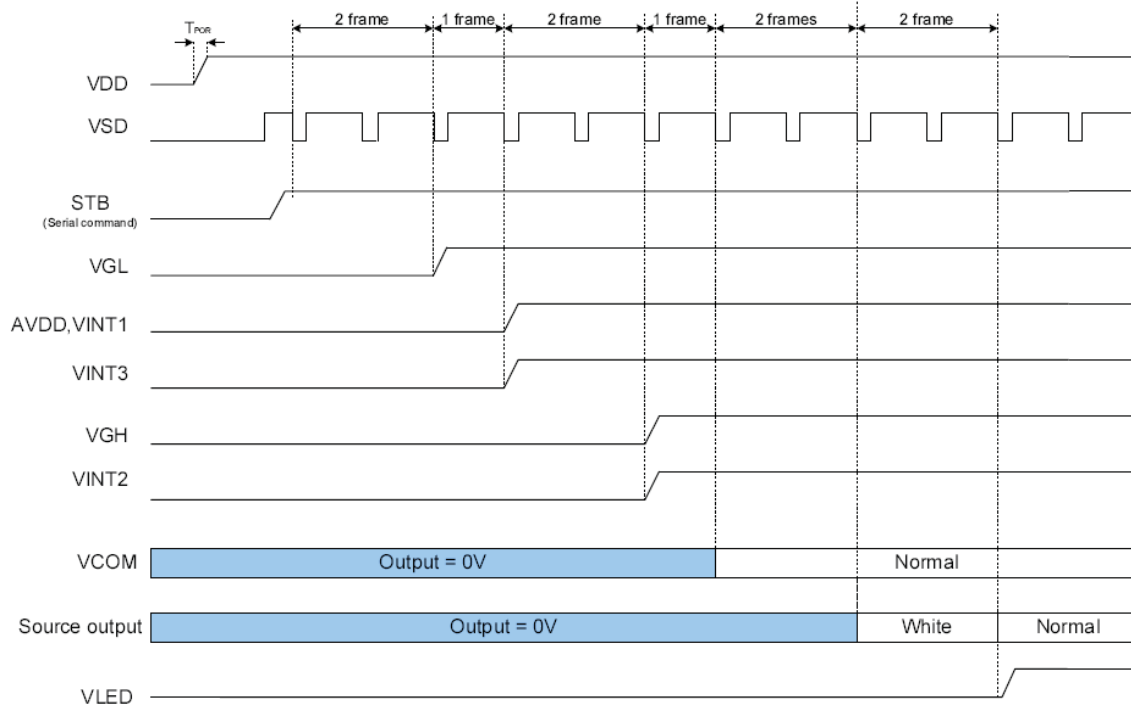 2 frame 1 frame 2 frame 1 frame 2 frames 2 frame
TPOR
VDD
VSD
STB
(Serial command)
VGL
AVDD,VINT1
VINT3
VGH
VINT2
VCOM Output = 0V Normal
Source output Output = 0V White Normal
VLED